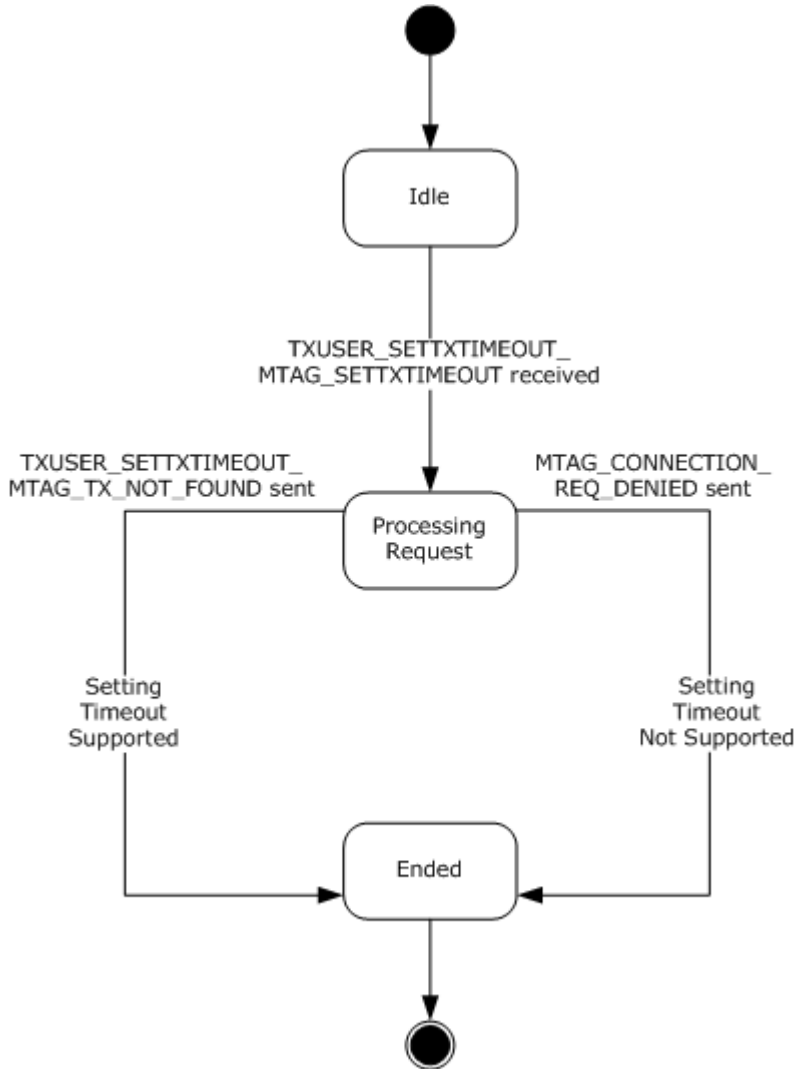 Idle
TXUSER_SETTXTIMEOUT_
MTAG_SETTXTIMEOUT received
TXUSER_SETTXTIMEOUT_
MTAG_TX_NOT_FOUND sent
MTAG_CONNECTION_
REQ_DENIED sent
Processing
Request
Setting
Timeout
Supported
Setting
Timeout
Not Supported
Ended